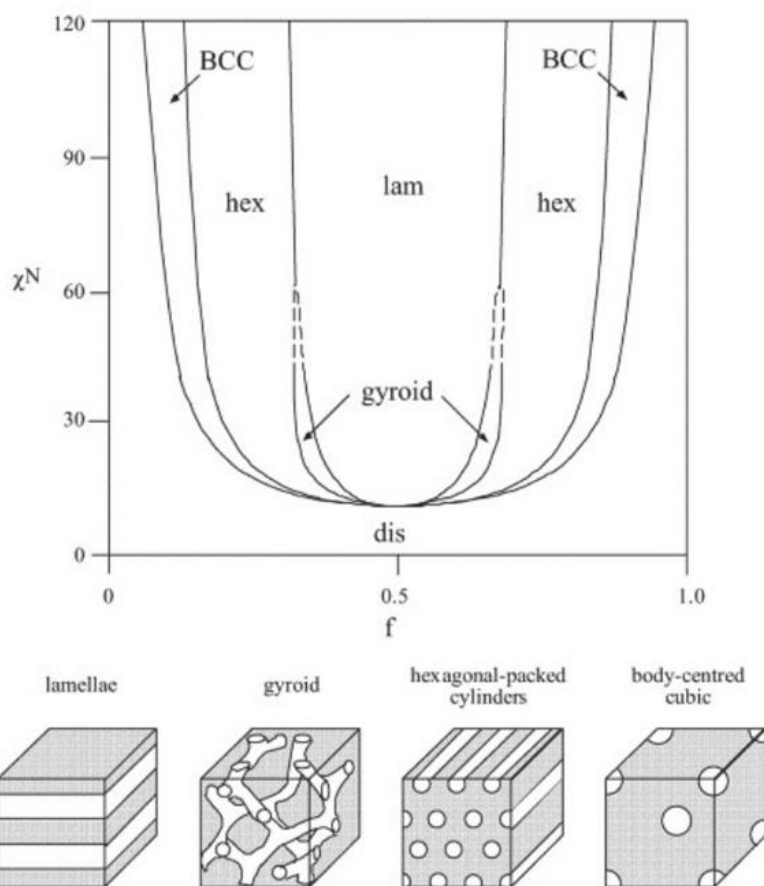 120
BCC
BCC
90
hex
lam
hex
χN
60
gyroid
30
dis
0
0
0.5
1.0
f
lamellae
gyroid
hexagonal-packed
cylinders
body-centred
cubic